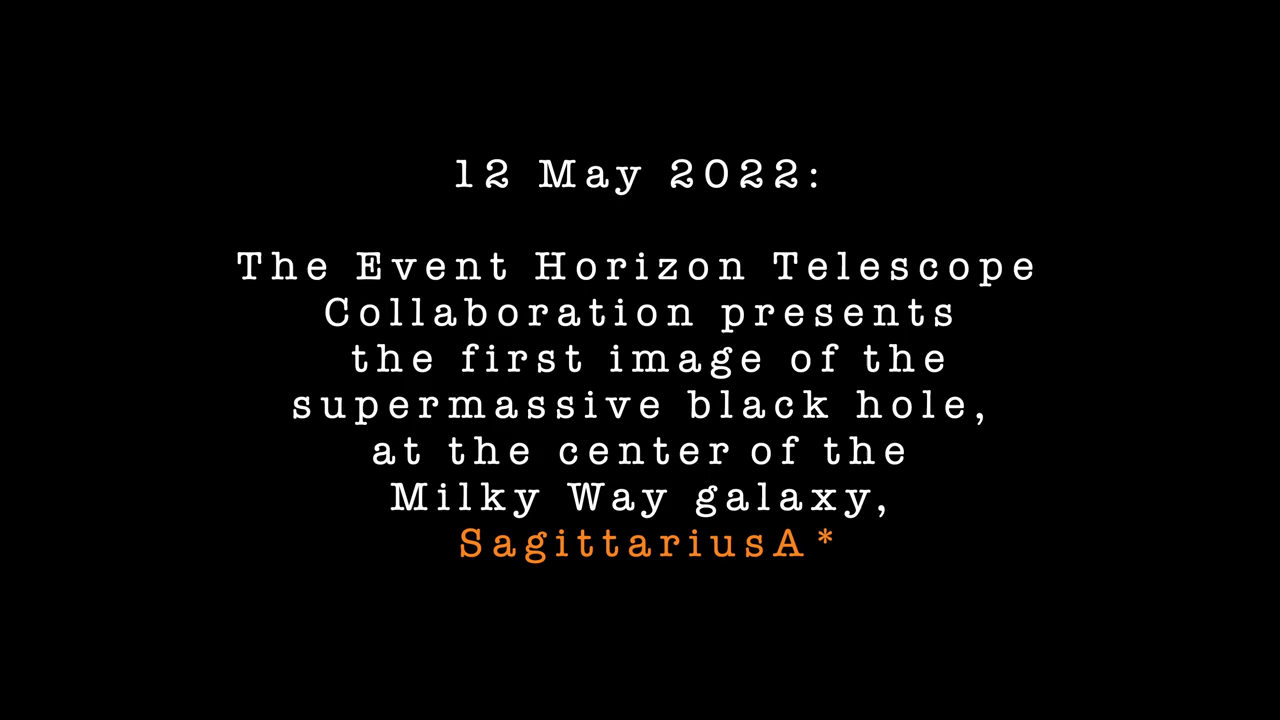 12 May 2022:
The Event Horizon Telescope
Collaboration presents
the first image of the
supermassive black hole,
at the center of the
Milky Way galaxy,
SagittariusA*